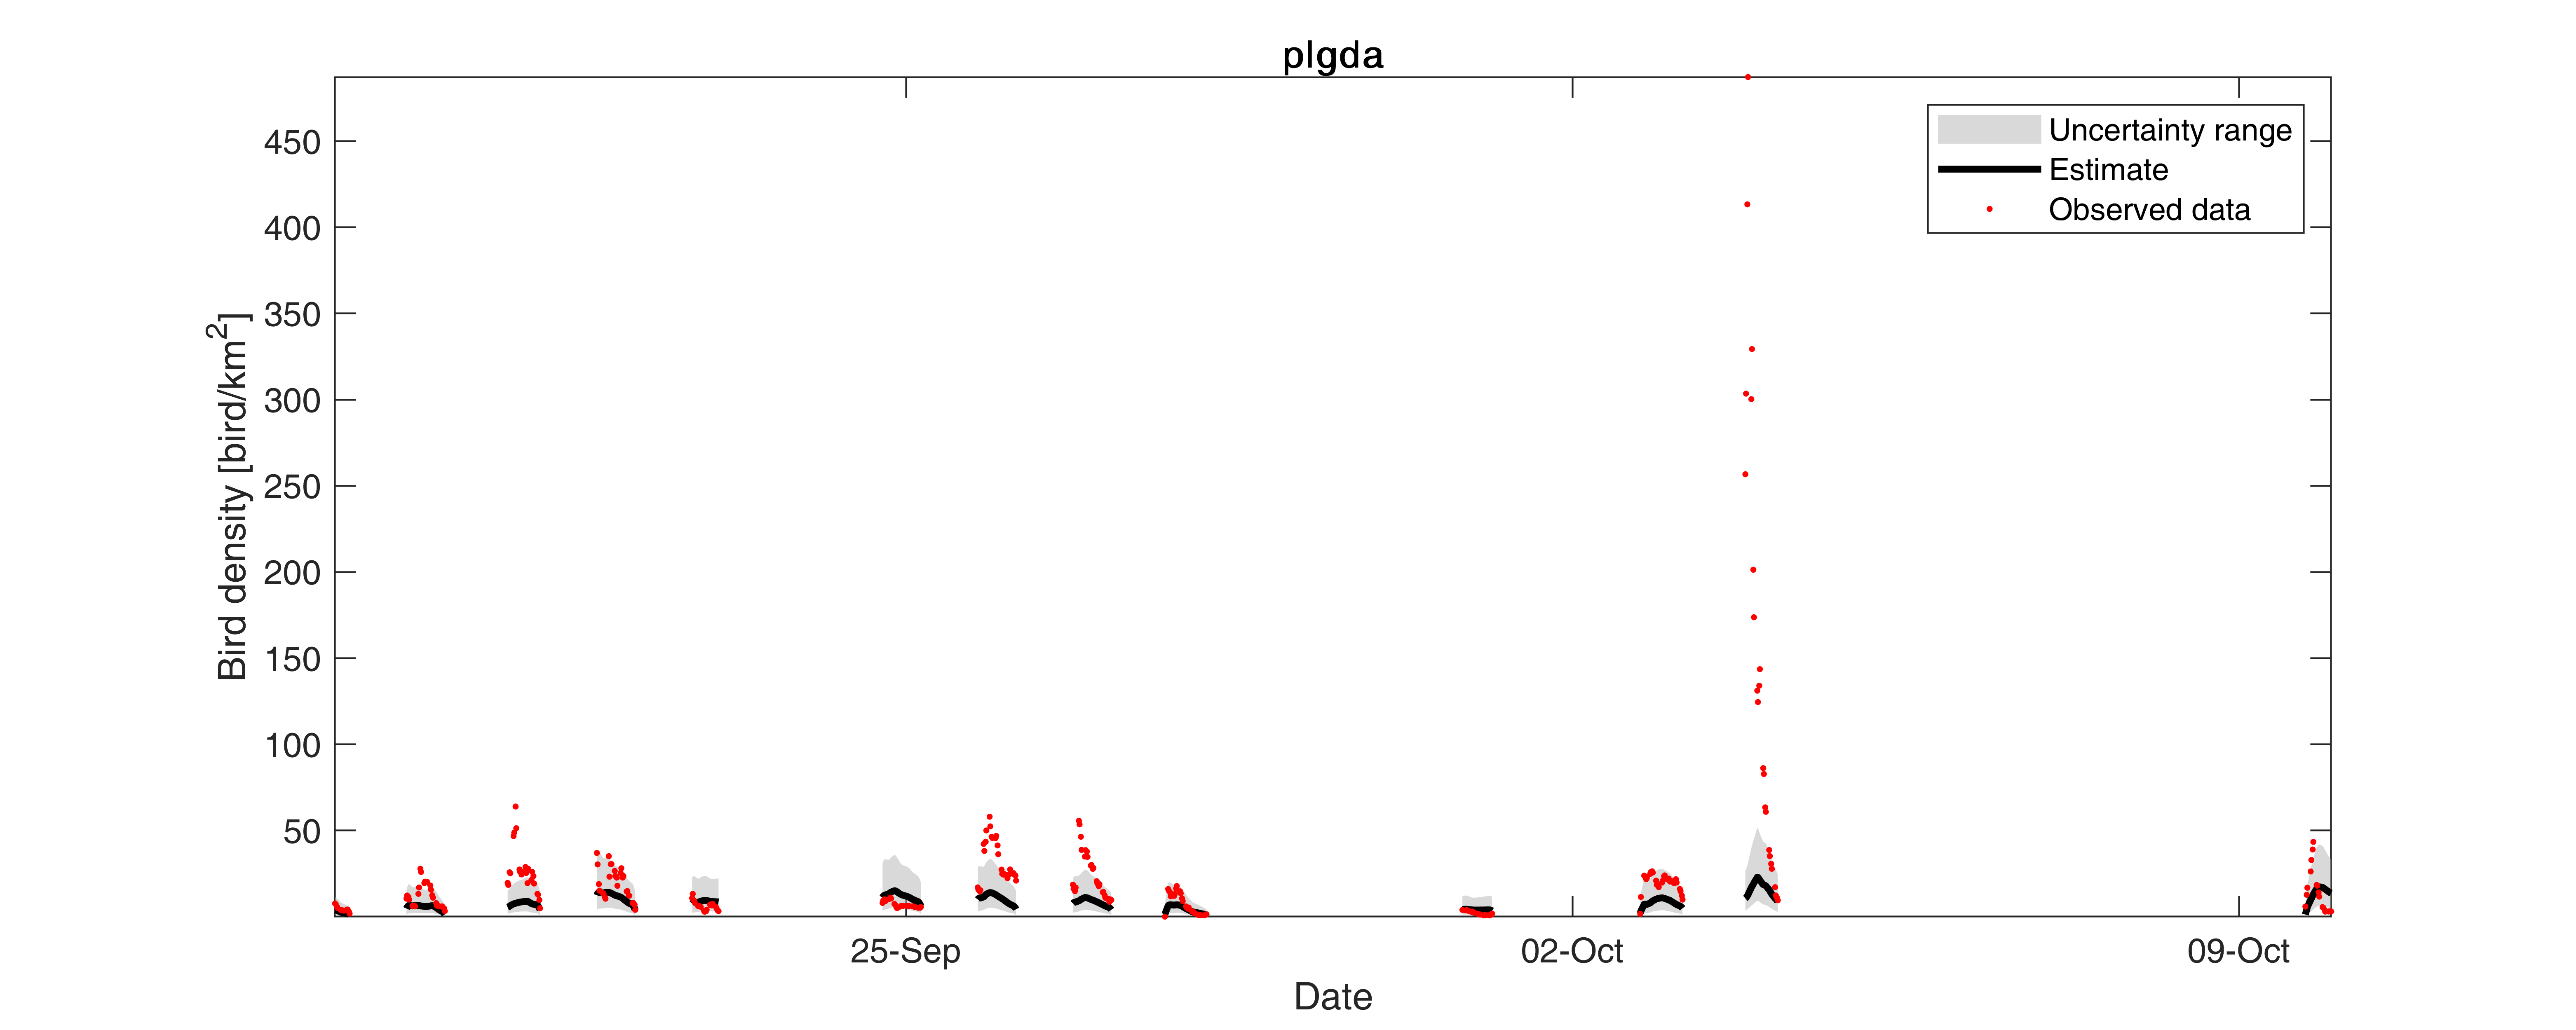 plgda
450
400
350
300
250
200
150
100
50
Bird density [bird/km²]
Uncertainty range
Estimate
Observed data
25-Sep 02-Oct 09-Oct
Date